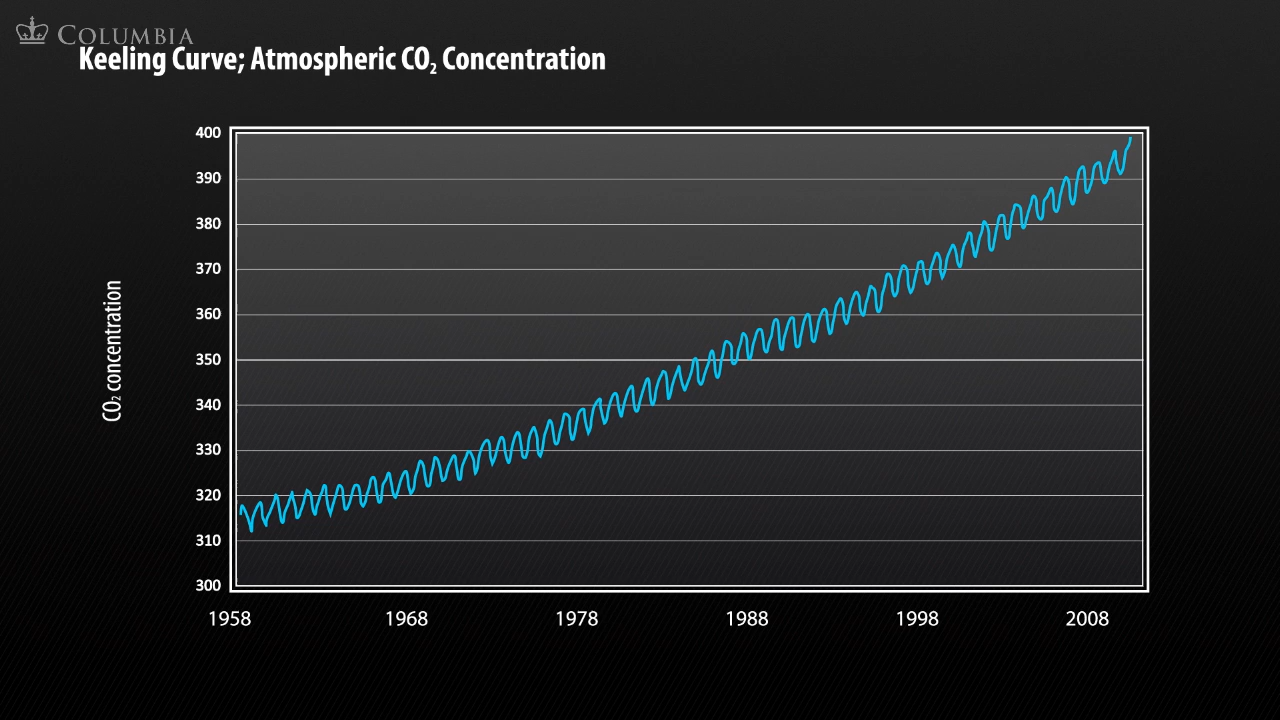 COLUMBIA
Keeling Curve; Atmospheric CO₂ Concentration
400
390
380
370
360
350
340
330
320
310
300
CO₂ concentration
1958 1968 1978 1988 1998 2008